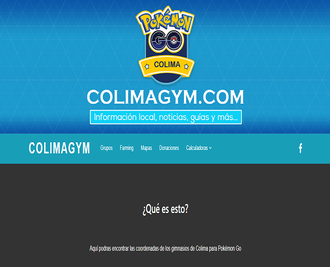 POKÉMON
GO
COLIMA
COLIMAGYM.COM
Información local, noticias, guías y más...
COLIMAGYM Grupos Farming Mapas Donaciones Calculadoras f
¿Qué es esto?
Aquí podras encontrar las coordenadas de los gimnasios de Colima para Pokémon Go